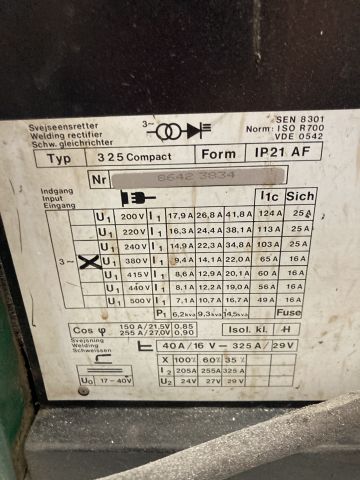 Svejseensretter
Welding rectifier
Schw. gleichrichter
3~
SEN 8301
Norm: ISO R700
VDE 0542
Typ 325 Compact Form IP21 AF
Nr 8642 3834
Indgang
Input
Eingang
I1c Sich
3~
U1 200V I1 17,9A 26,8A 41,8A 124A 25A
U1 220V I1 16,3A 24,4A 38,1A 113A 25A
U1 240V I1 14,9A 22,3A 34,8A 103A 25A
X U1 380V I1 9,4A 14,1A 22,0A 65A 16A
U1 415V I1 8,6A 12,9A 20,1A 60A 16A
U1 440V I1 8,1A 12,2A 19,0A 56A 16A
U1 500V I1 7,1A 10,7A 16,7A 49A 16A
P1 6,2kva 9,3kva 14,5kva Fuse
Cos φ 150A/21,5V 0,85
255A/27,0V 0,90
Isol. kl. H
Svejsning
Welding
Schweissen
40A/16V – 325A/29V
X 100% 60% 35%
I2 205A 255A 325A
U0 17-40V U2 24V 27V 29V